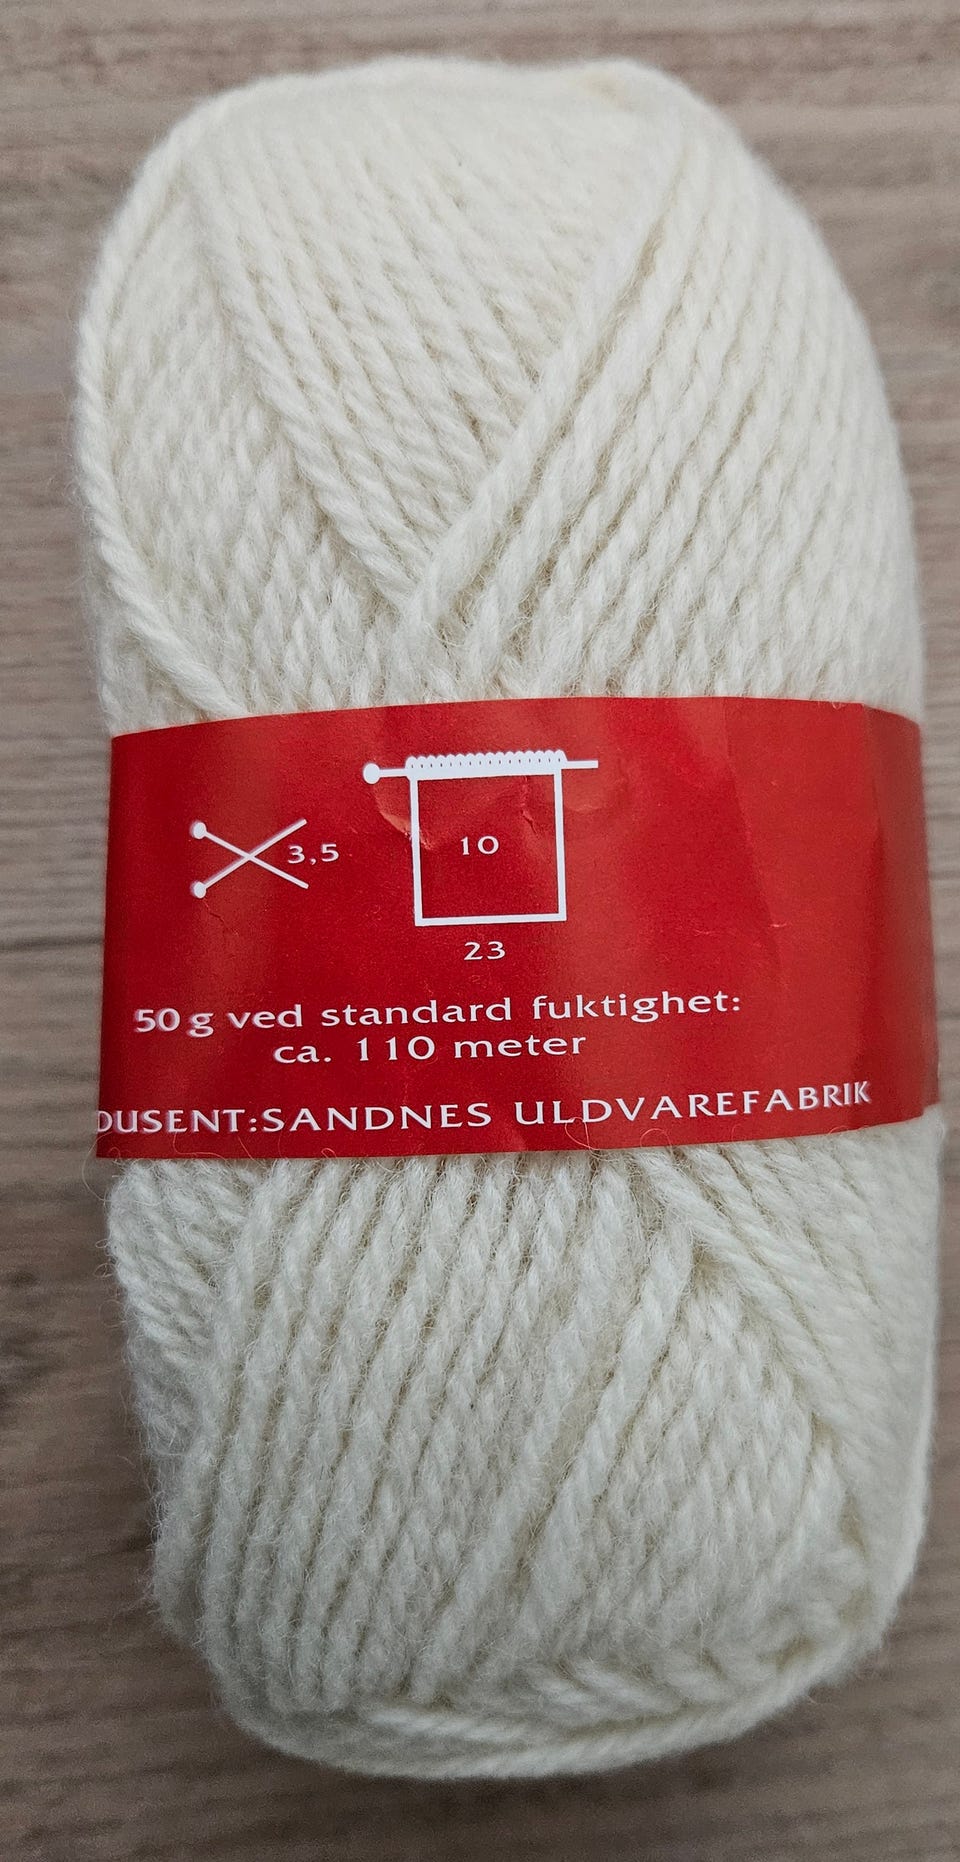 3,5
10
23
50 g ved standard fuktighet:
ca. 110 meter
DUSENT:SANDNES ULDVAREFABRIK